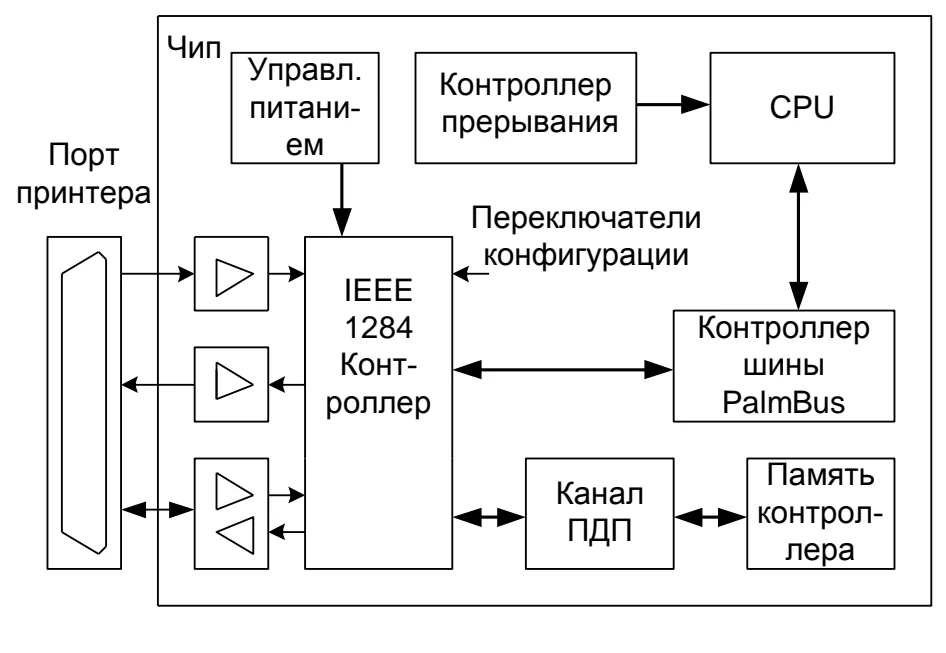 Чип
Управл.
питани-
ем
Контроллер
прерывания
CPU
Порт
принтера
Переключатели
конфигурации
IEEE
1284
Конт-
роллер
Контроллер
шины
PalmBus
Канал
ПДП
Память
контрол-
лера